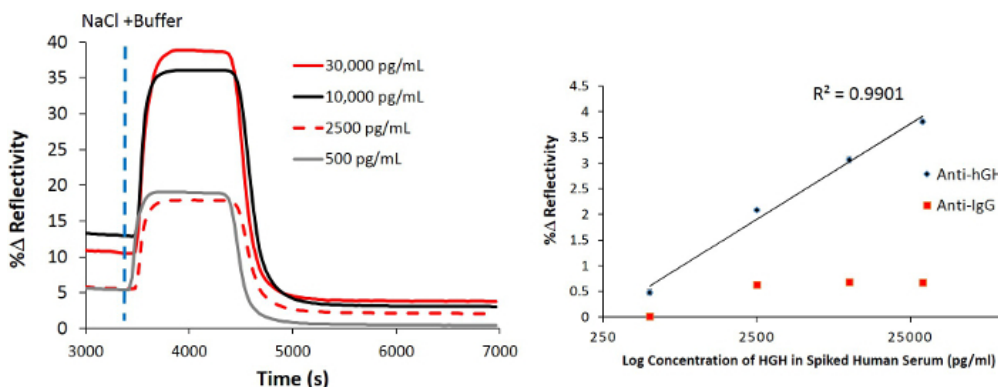 NaCl +Buffer
40
35
30
25
20
15
10
5
0
%Δ Reflectivity
30,000 pg/mL
10,000 pg/mL
2500 pg/mL
500 pg/mL
3000 4000 5000 6000 7000
Time (s)
R² = 0.9901
4.5
4
3.5
3
2.5
2
1.5
1
0.5
0
%Δ Reflectivity
Anti-hGH
Anti-IgG
250 2500 25000
Log Concentration of HGH in Spiked Human Serum (pg/ml)